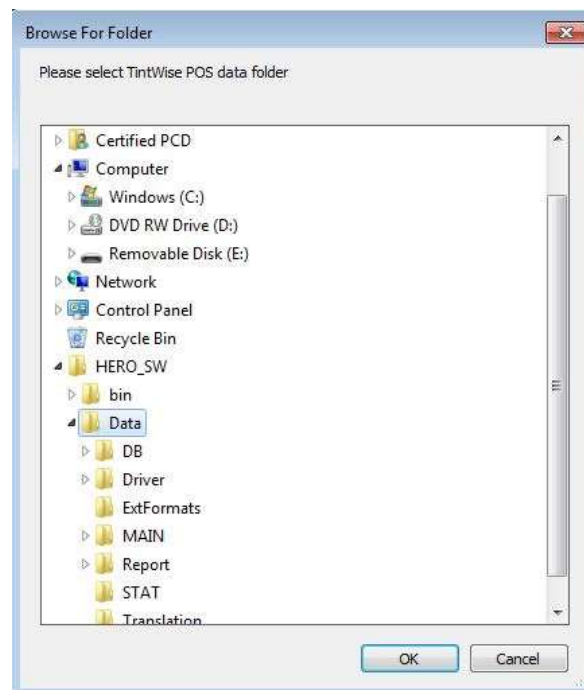 Browse For Folder
Please select TintWise POS data folder
Certified PCD
Computer
Windows (C:)
DVD RW Drive (D:)
Removable Disk (E:)
Network
Control Panel
Recycle Bin
HERO_SW
bin
Data
DB
Driver
ExtFormats
MAIN
Report
STAT
Translation
OK
Cancel